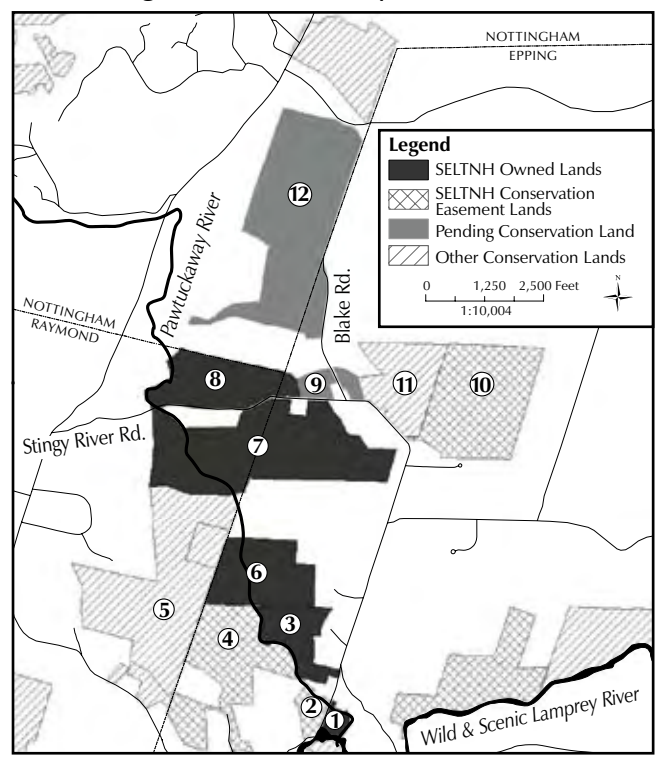 NOTTINGHAM
EPPING
Legend
SELTNH Owned Lands
SELTNH Conservation
Easement Lands
Pending Conservation Land
Other Conservation Lands
0 1,250 2,500 Feet
1:10,004
N
12
Pawtuckaway River
Blake Rd.
NOTTINGHAM
RAYMOND
8
9
11
10
Stingy River Rd.
7
6
5
4
3
2
1
Wild & Scenic Lamprey River